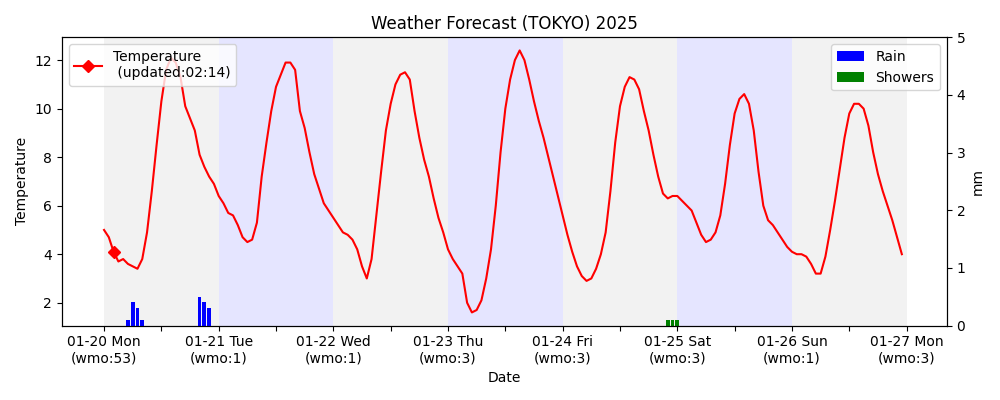 Weather Forecast (TOKYO) 2025
Temperature
(updated:02:14)
Rain
Showers
12
10
8
6
4
2
Temperature
5
4
3
2
1
0
mm
01-20 Mon
(wmo:53)
01-21 Tue
(wmo:1)
01-22 Wed
(wmo:1)
01-23 Thu
(wmo:3)
01-24 Fri
(wmo:3)
01-25 Sat
(wmo:3)
01-26 Sun
(wmo:1)
01-27 Mon
(wmo:3)
Date